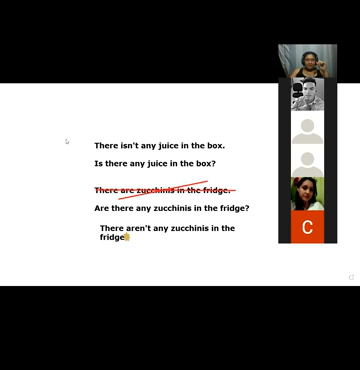 There isn't any juice in the box.
Is there any juice in the box?
There are zucchinis in the fridge.
Are there any zucchinis in the fridge?
There aren't any zucchinis in the
fridge
C